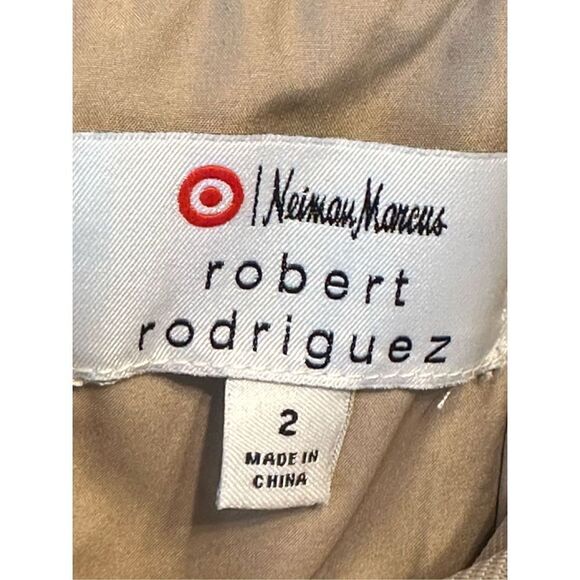 | Neiman Marcus
robert
rodriguez
2
MADE IN
CHINA